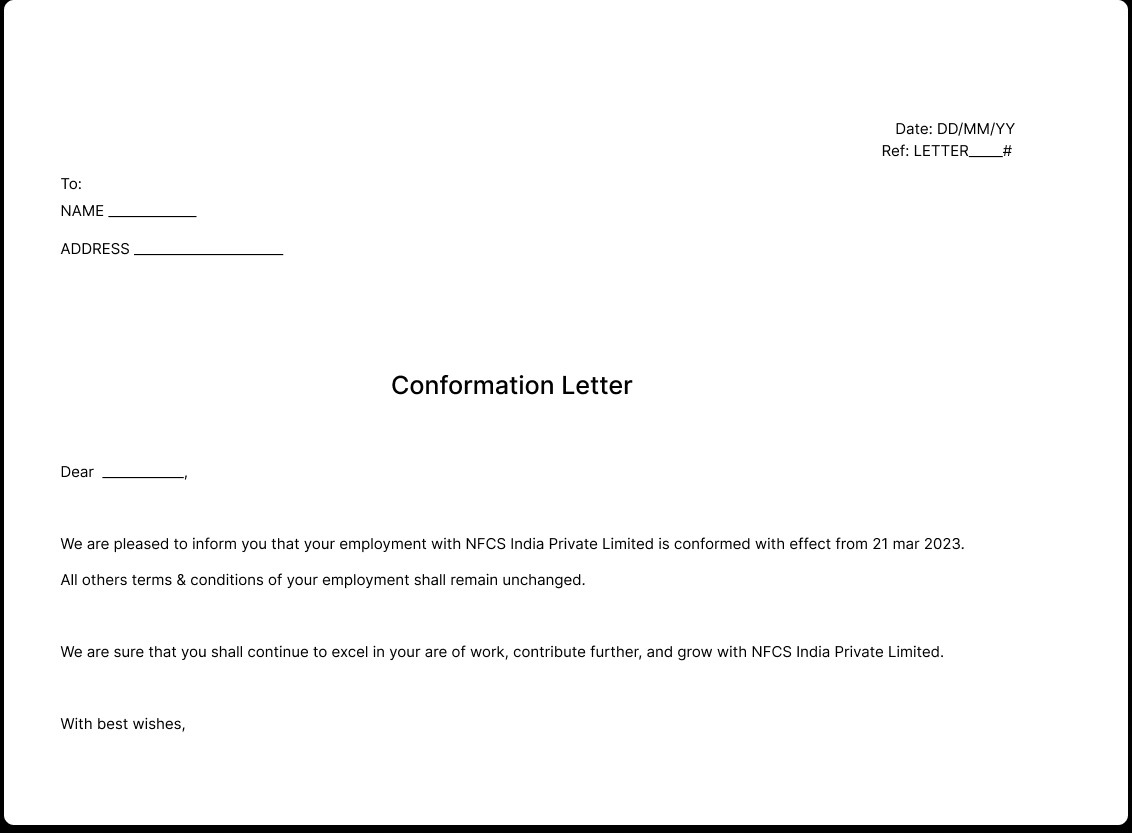 Date: DD/MM/YY
Ref: LETTER____#
To:
NAME ___________
ADDRESS ___________________
Conformation Letter
Dear __________,
We are pleased to inform you that your employment with NFCS India Private Limited is conformed with effect from 21 mar 2023.
All others terms & conditions of your employment shall remain unchanged.
We are sure that you shall continue to excel in your are of work, contribute further, and grow with NFCS India Private Limited.
With best wishes,